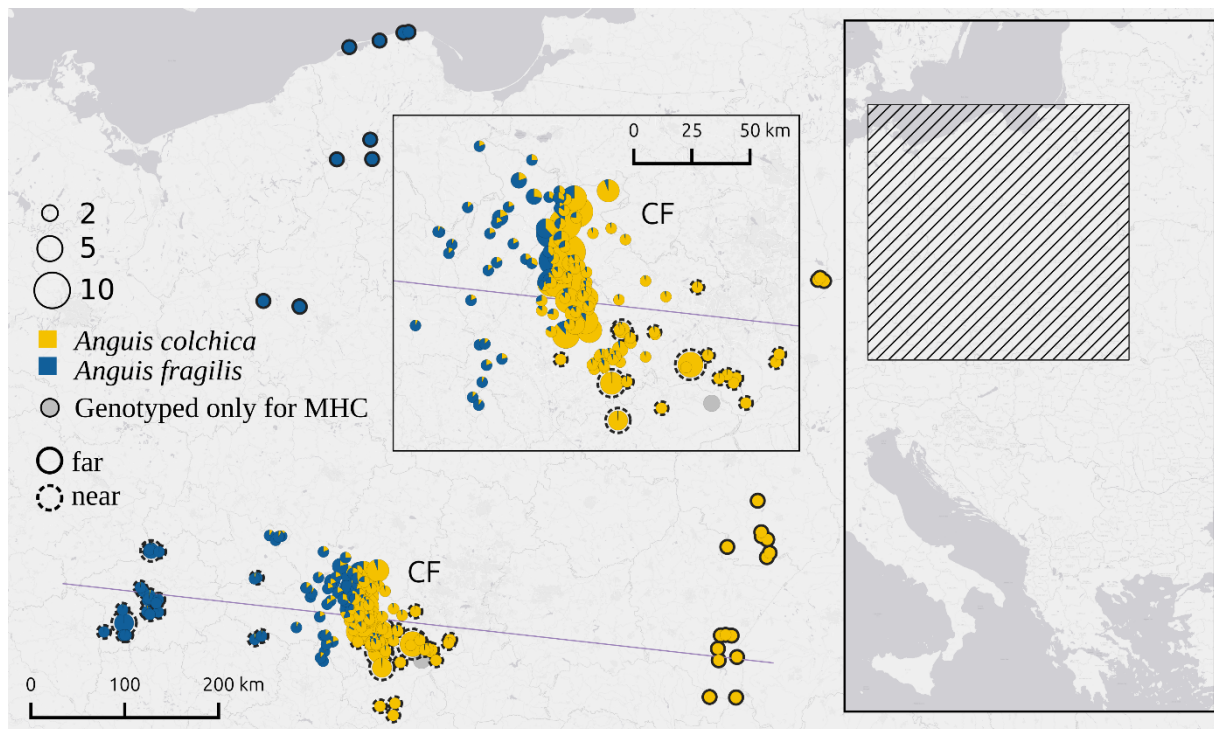 0 25 50 km
CF
2
5
10
Anguis colchica
Anguis fragilis
Genotyped only for MHC
far
near
CF
0 100 200 km